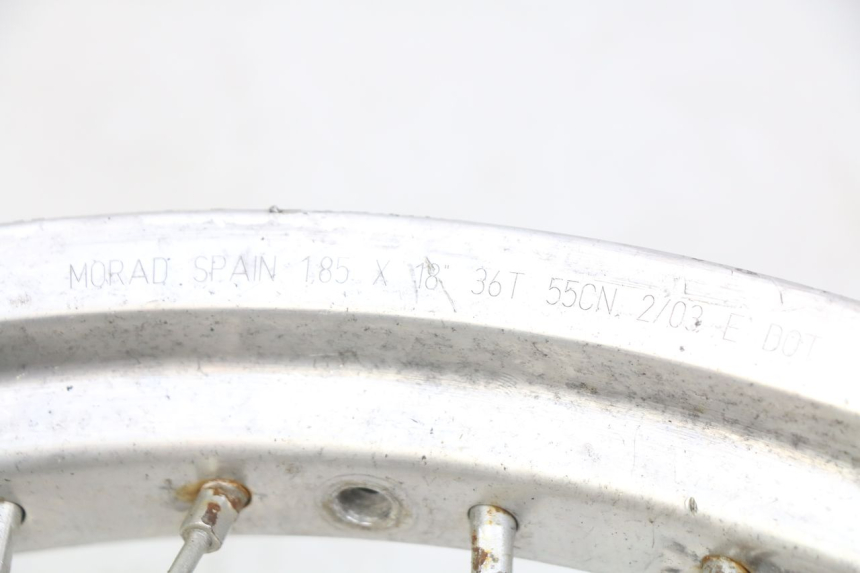 MORAD SPAIN 1,85 X 18" 36T 55CN. 2/03 E DOT